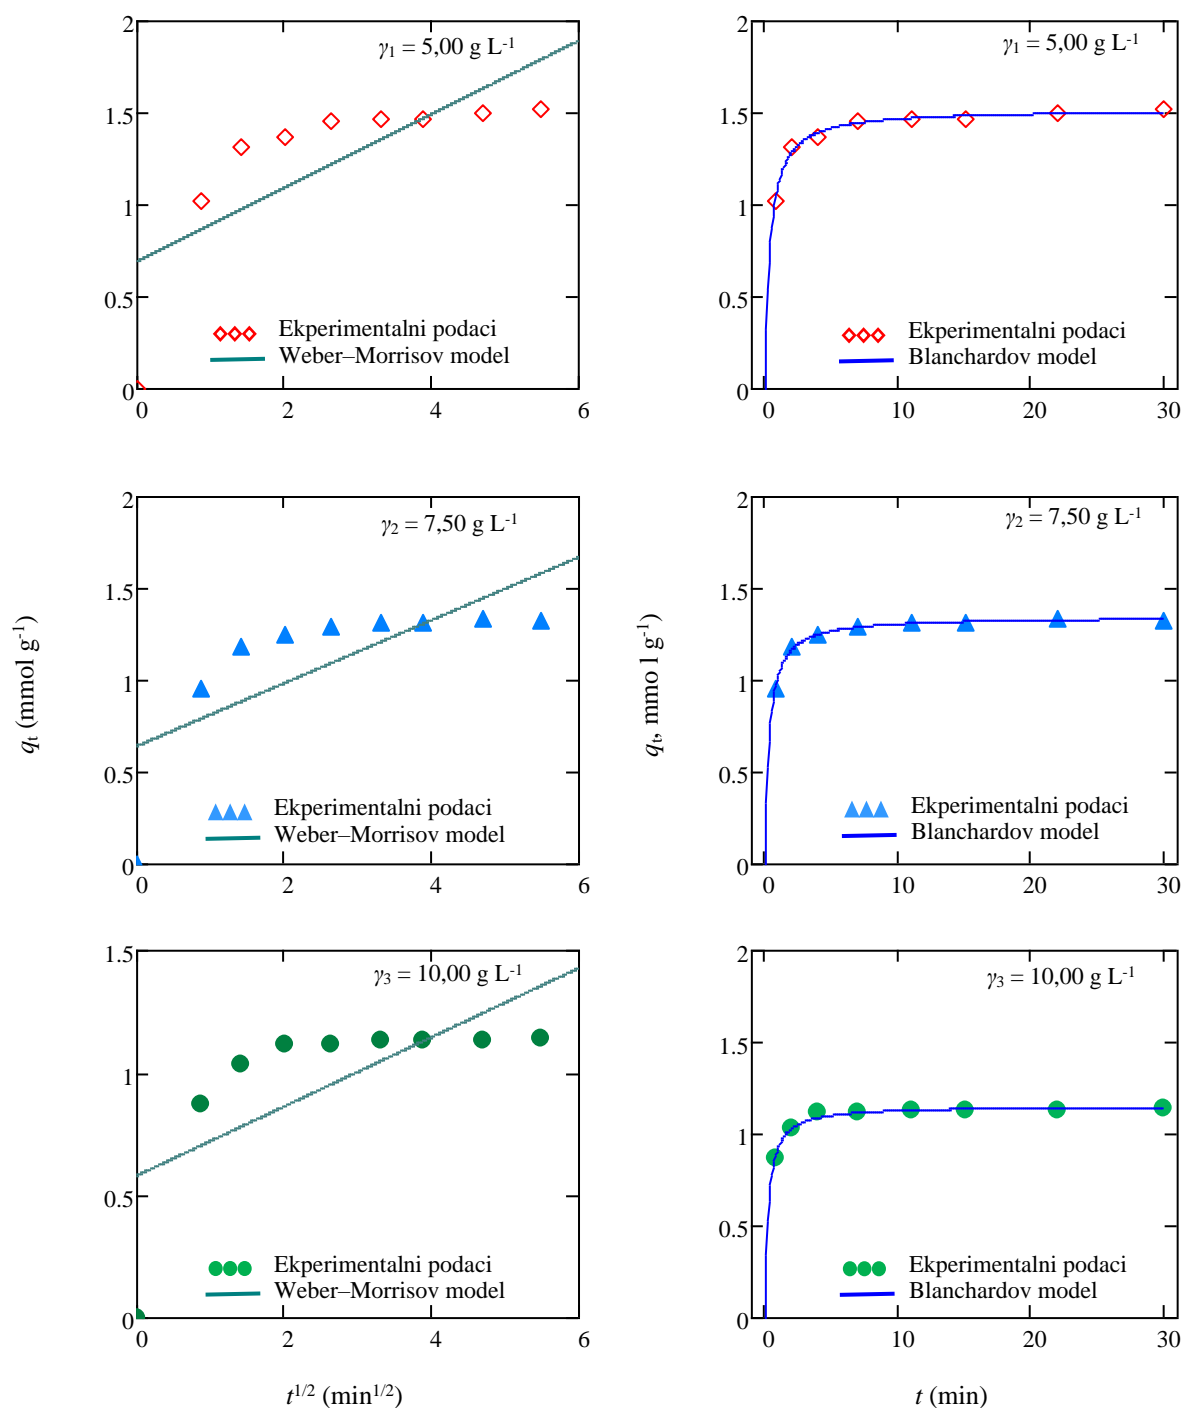 2
γ1 = 5,00 g L-1
1.5
1
0.5
Ekperimentalni podaci
Weber–Morrisov model
0
0
2
4
6
2
γ1 = 5,00 g L-1
1.5
1
0.5
Ekperimentalni podaci
Blanchardov model
0
0
10
20
30
2
γ2 = 7,50 g L-1
1.5
1
0.5
Ekperimentalni podaci
Weber–Morrisov model
0
0
2
4
6
qt (mmol g-1)
2
γ2 = 7,50 g L-1
1.5
1
0.5
Ekperimentalni podaci
Blanchardov model
0
0
10
20
30
qt, mmo l g-1)
1.5
γ3 = 10,00 g L-1
1
0.5
Ekperimentalni podaci
Weber–Morrisov model
0
0
2
4
6
t1/2 (min1/2)
2
γ3 = 10,00 g L-1
1.5
1
0.5
Ekperimentalni podaci
Blanchardov model
0
0
10
20
30
t (min)